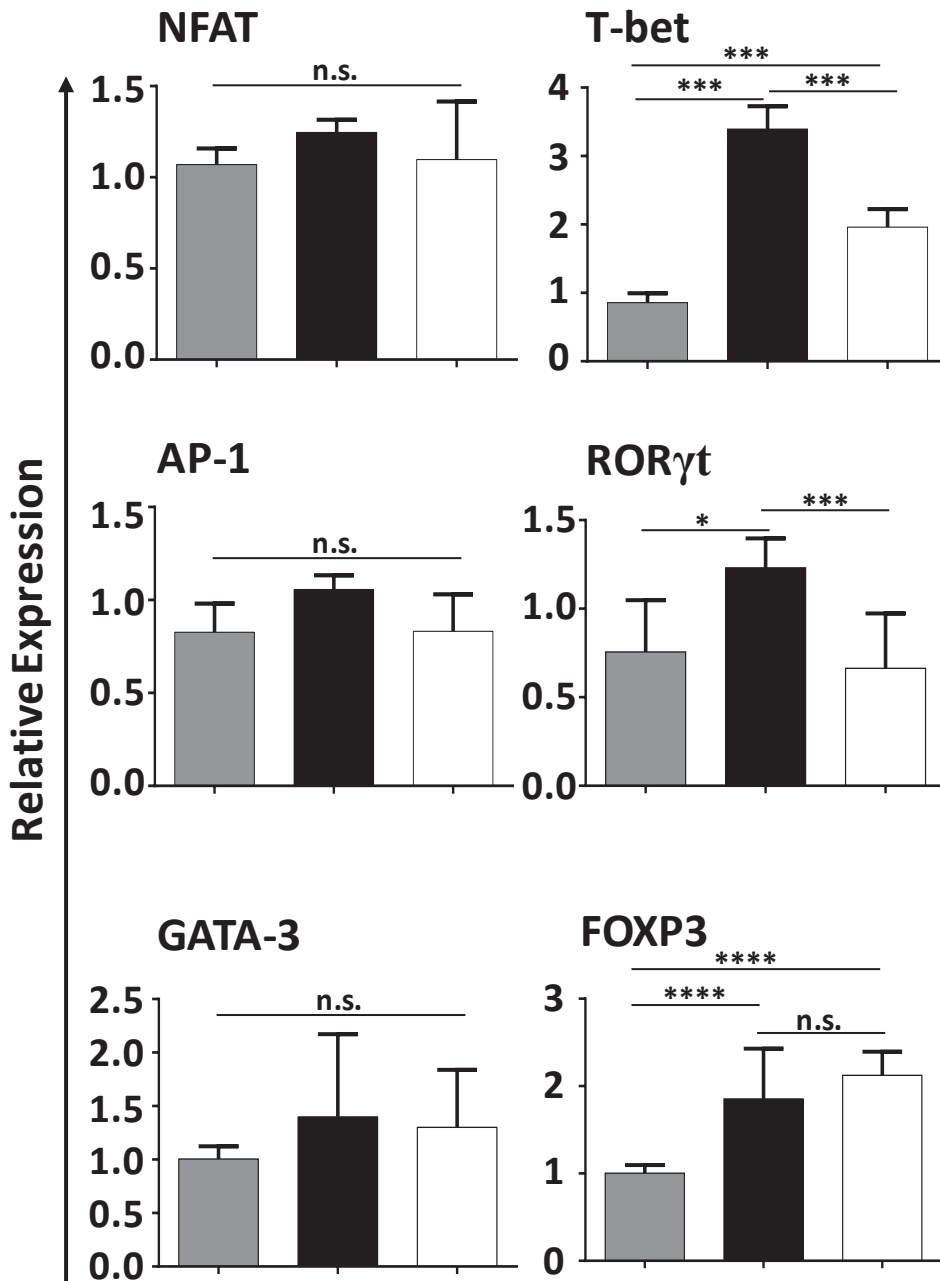 NFAT
n.s.
1.5
1.0
0.5
0.0
T-bet
***
*** ***
4
3
2
1
0
Relative Expression
AP-1
n.s.
1.5
1.0
0.5
0.0
RORγt
* ***
1.5
1.0
0.5
0.0
GATA-3
n.s.
2.5
2.0
1.5
1.0
0.5
0.0
FOXP3
****
****
n.s.
3
2
1
0